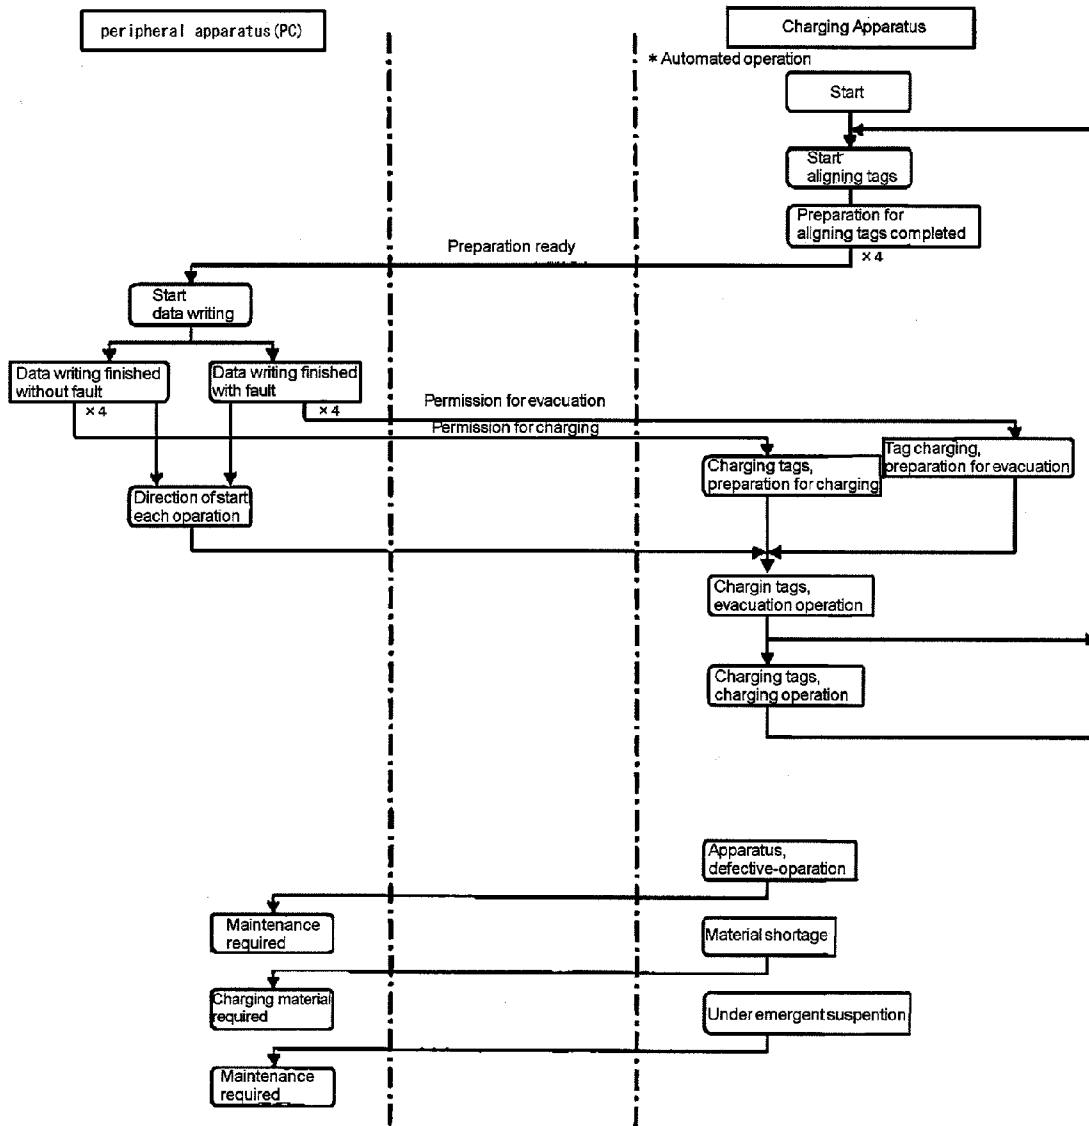 peripheral apparatus(PC)
Charging Apparatus
* Automated operation
Start
Start
aligning tags
Preparation for
aligning tags completed
×4
Preparation ready
Start
data writing
Data writing finished
without fault
×4
Data writing finished
with fault
×4
Permission for evacuation
Permission for charging
Charging tags,
preparation for charging
Tag charging,
preparation for evacuation
Direction of start
each oparation
Chargin tags,
evacuation operation
Charging tags,
charging operation
Apparatus,
defective-oparation
Maintenance
required
Material shortage
Charging material
required
Under emergent suspention
Maintenance
required